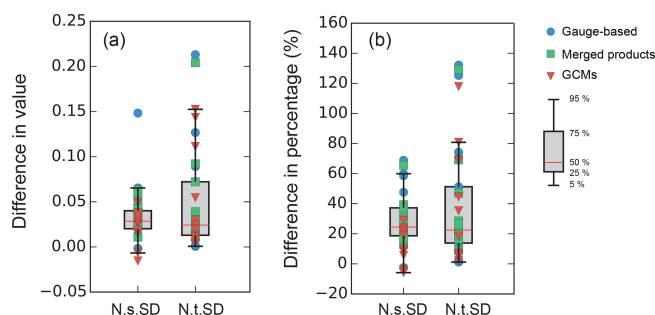 (a)
Difference in value
0.25
0.20
0.15
0.10
0.05
0.00
−0.05
N.s.SD N.t.SD
(b)
Difference in percentage (%)
160
140
120
100
80
60
40
20
0
−20
N.s.SD N.t.SD
Gauge-based
Merged products
GCMs
95 %
75 %
50 %
25 %
5 %